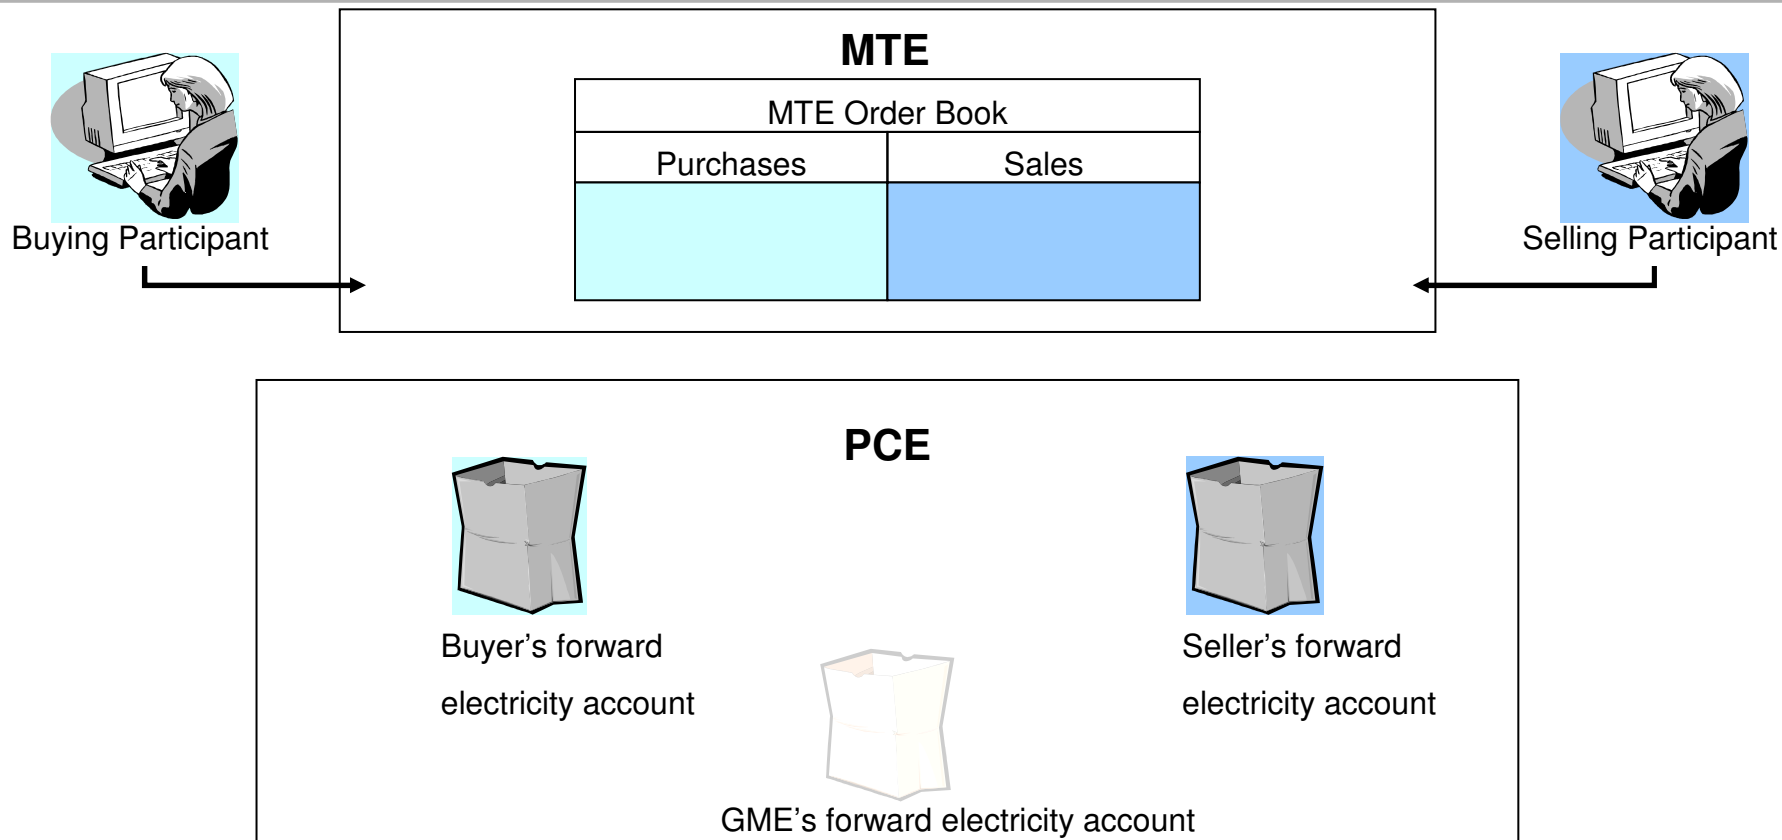 MTE
MTE Order Book
Purchases Sales
Buying Participant
Selling Participant
PCE
Buyer’s forward
electricity account
Seller’s forward
electricity account
GME’s forward electricity account